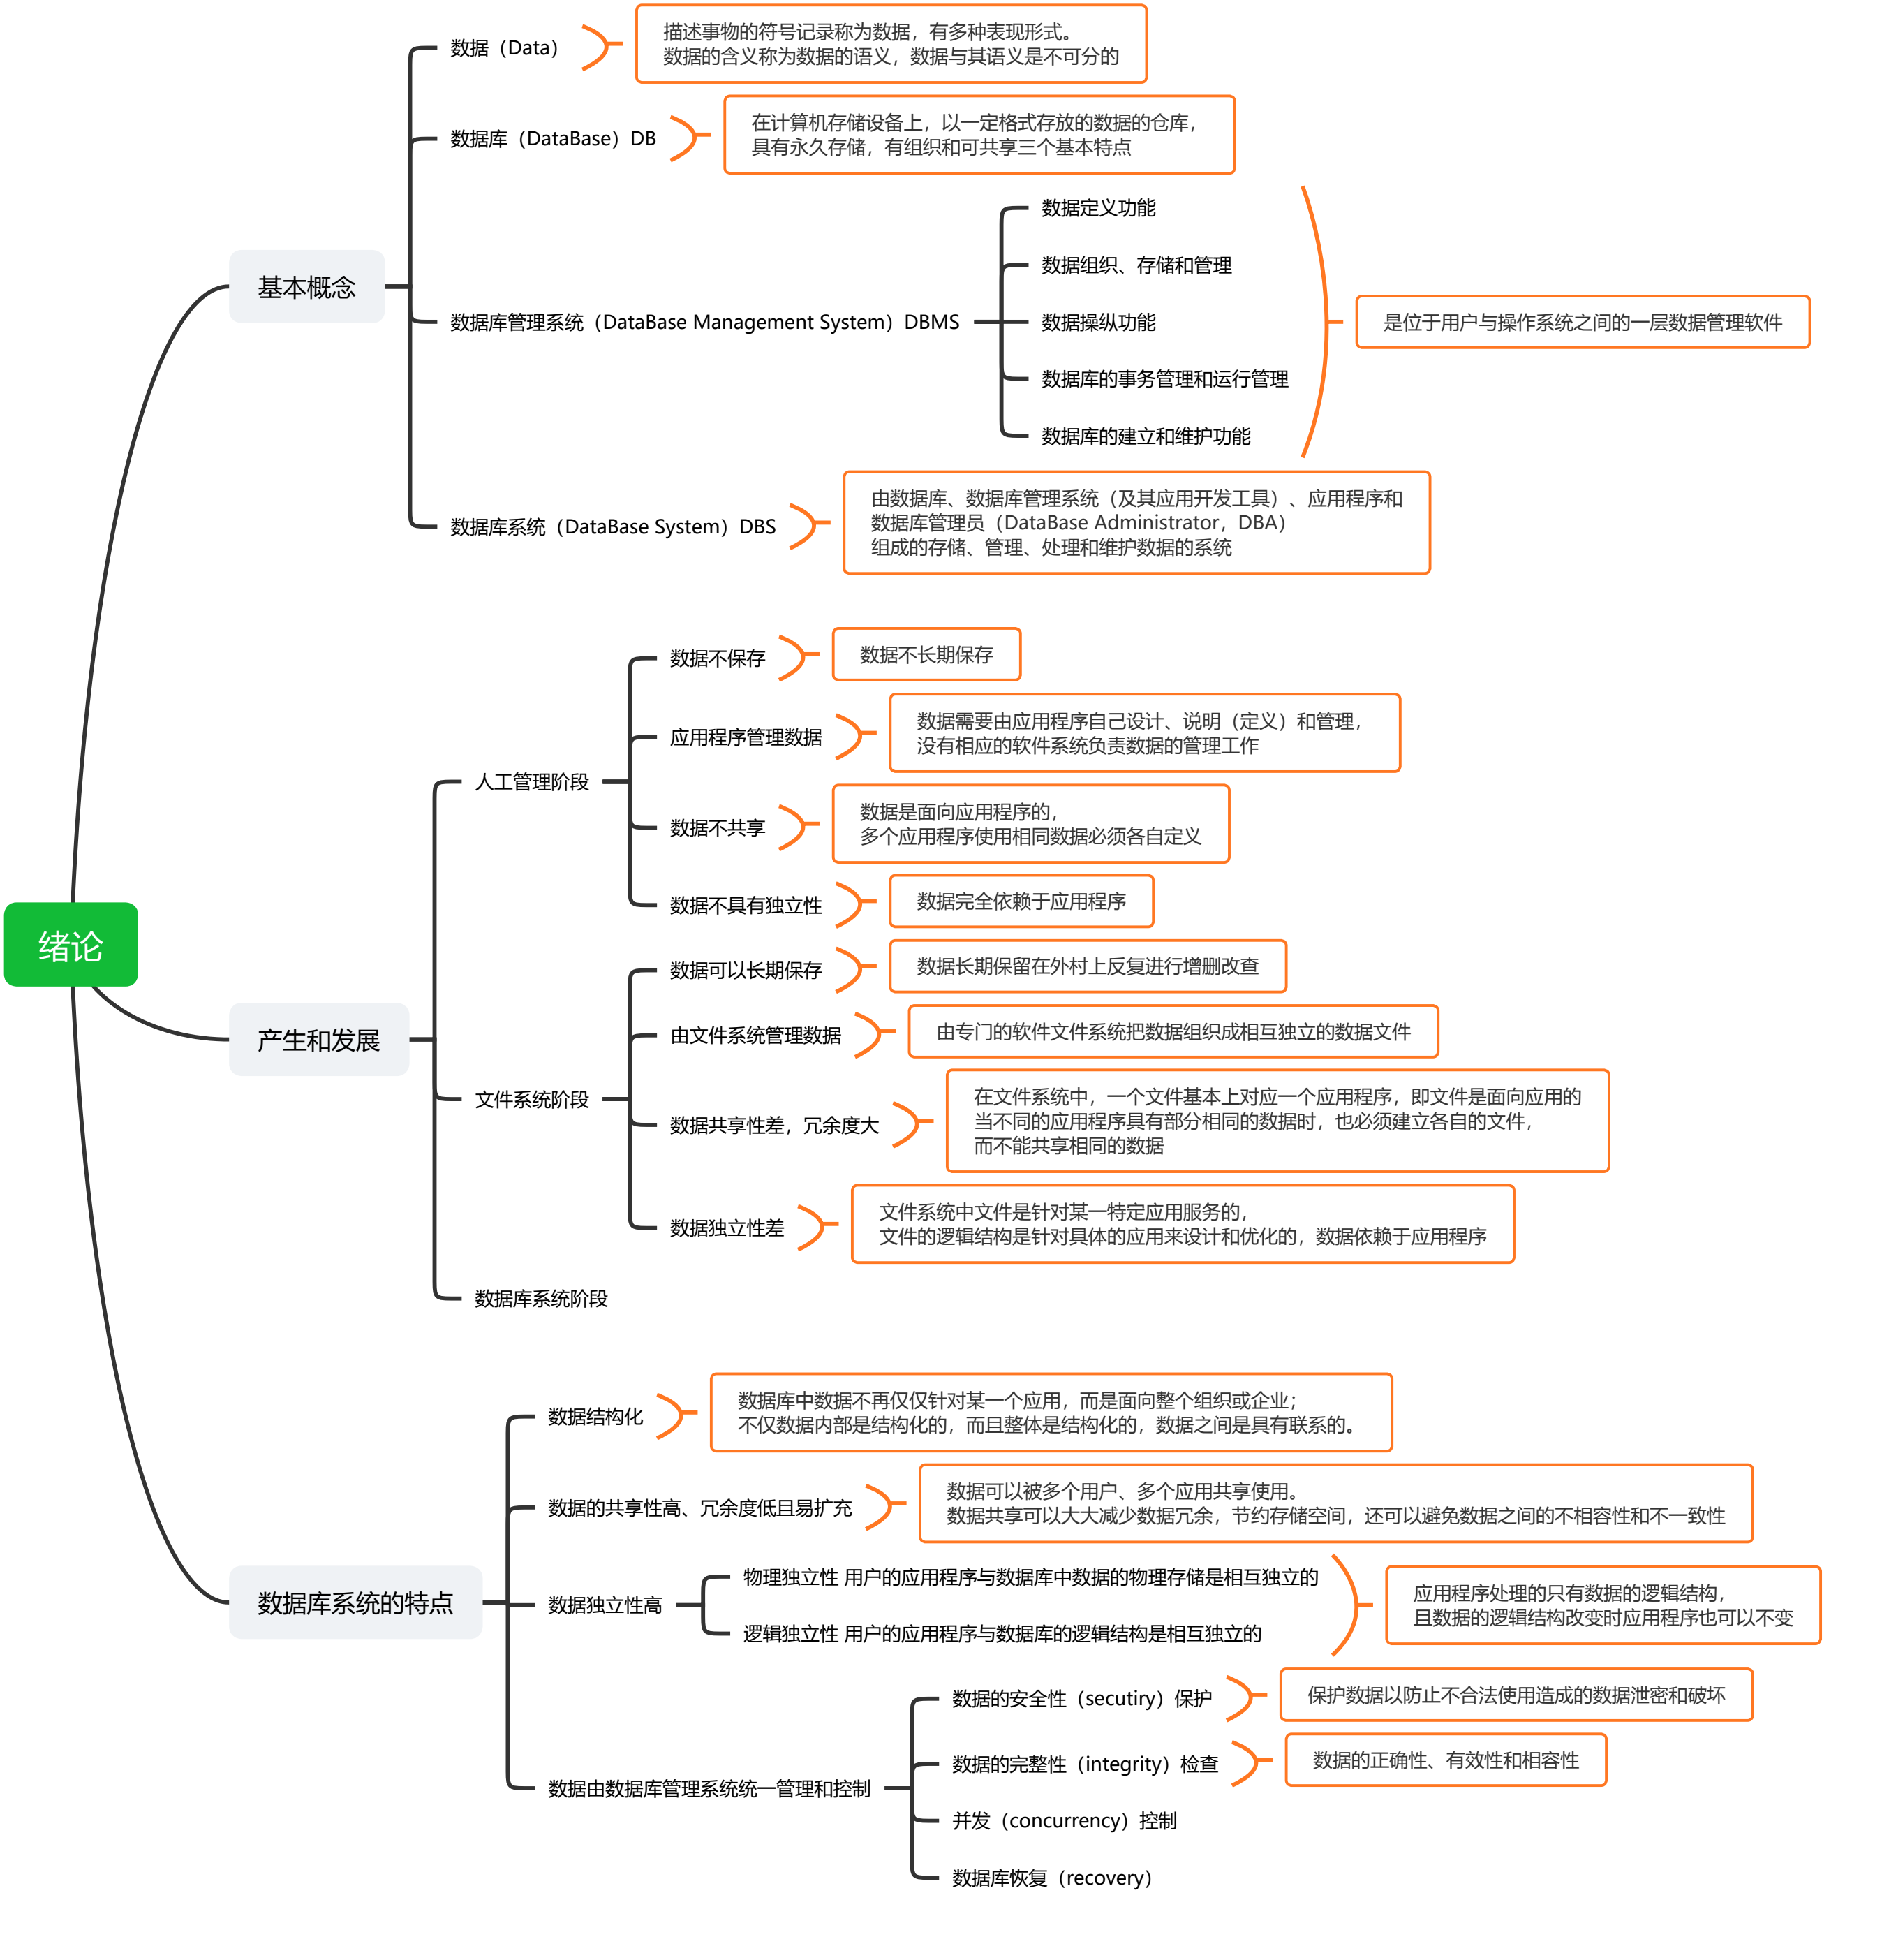 绪论
基本概念
数据（Data）
描述事物的符号记录称为数据，有多种表现形式。
数据的含义称为数据的语义，数据与其语义是不可分的
数据库（DataBase）DB
在计算机存储设备上，以一定格式存放的数据的仓库，
具有永久存储，有组织和可共享三个基本特点
数据库管理系统（DataBase Management System）DBMS
数据定义功能
数据组织、存储和管理
数据操纵功能
数据库的事务管理和运行管理
数据库的建立和维护功能
是位于用户与操作系统之间的一层数据管理软件
数据库系统（DataBase System）DBS
由数据库、数据库管理系统（及其应用开发工具）、应用程序和
数据库管理员（DataBase Administrator，DBA）
组成的存储、管理、处理和维护数据的系统
产生和发展
人工管理阶段
数据不保存
数据不长期保存
应用程序管理数据
数据需要由应用程序自己设计、说明（定义）和管理，
没有相应的软件系统负责数据的管理工作
数据不共享
数据是面向应用程序的，
多个应用程序使用相同数据必须各自定义
数据不具有独立性
数据完全依赖于应用程序
文件系统阶段
数据可以长期保存
数据长期保留在外村上反复进行增删改查
由文件系统管理数据
由专门的软件文件系统把数据组织成相互独立的数据文件
数据共享性差，冗余度大
在文件系统中，一个文件基本上对应一个应用程序，即文件是面向应用的
当不同的应用程序具有部分相同的数据时，也必须建立各自的文件，
而不能共享相同的数据
数据独立性差
文件系统中文件是针对某一特定应用服务的，
文件的逻辑结构是针对具体的应用来设计和优化的，数据依赖于应用程序
数据库系统阶段
数据库系统的特点
数据结构化
数据库中数据不再仅仅针对某一个应用，而是面向整个组织或企业；
不仅数据内部是结构化的，而且整体是结构化的，数据之间是具有联系的。
数据的共享性高、冗余度低且易扩充
数据可以被多个用户、多个应用共享使用。
数据共享可以大大减少数据冗余，节约存储空间，还可以避免数据之间的不相容性和不一致性
数据独立性高
物理独立性 用户的应用程序与数据库中数据的物理存储是相互独立的
逻辑独立性 用户的应用程序与数据库的逻辑结构是相互独立的
应用程序处理的只有数据的逻辑结构，
且数据的逻辑结构改变时应用程序也可以不变
数据由数据库管理系统统一管理和控制
数据的安全性（secutiry）保护
保护数据以防止不合法使用造成的数据泄密和破坏
数据的完整性（integrity）检查
数据的正确性、有效性和相容性
并发（concurrency）控制
数据库恢复（recovery）